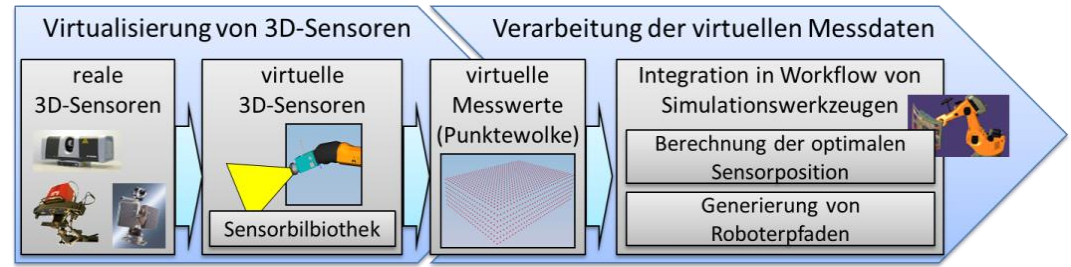 Virtualisierung von 3D-Sensoren
Verarbeitung der virtuellen Messdaten
reale
3D-Sensoren
virtuelle
3D-Sensoren
Sensorbilbiothek
virtuelle
Messwerte
(Punktewolke)
Integration in Workflow von
Simulationswerkzeugen
Berechnung der optimalen
Sensorposition
Generierung von
Roboterpfaden